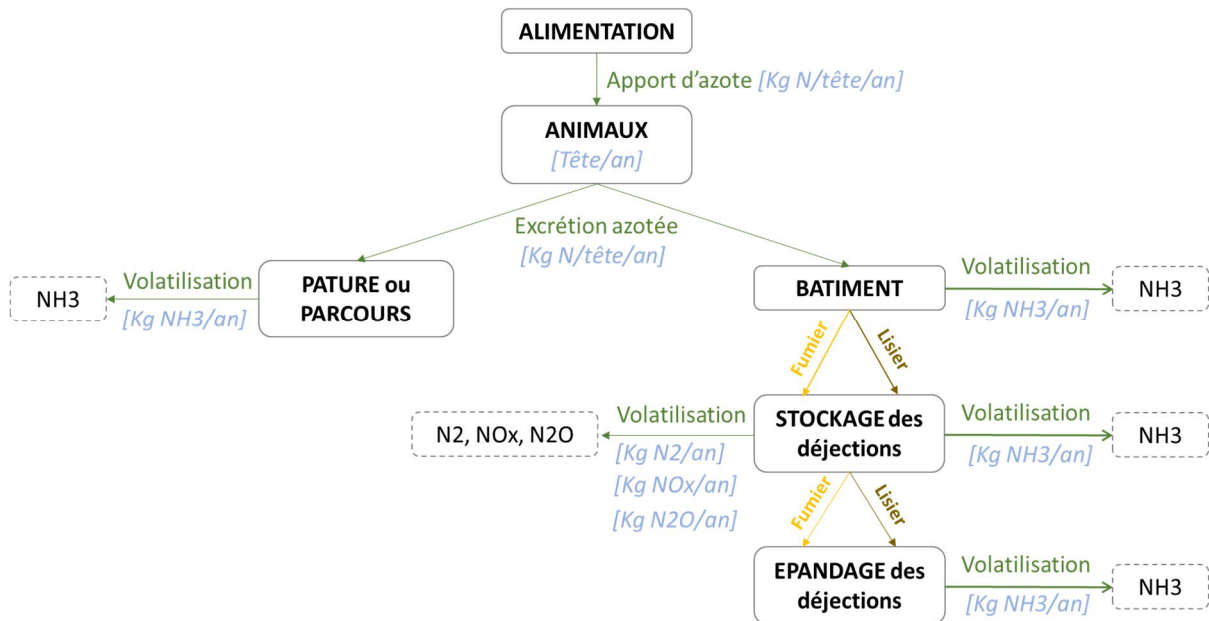 ALIMENTATION
Apport d’azote [Kg N/tête/an]
ANIMAUX
[Tête/an]
Excrétion azotée
[Kg N/tête/an]
NH3
Volatilisation
[Kg NH3/an]
PATURE ou
PARCOURS
BATIMENT
Volatilisation
[Kg NH3/an]
NH3
Fumier
Lisier
N2, NOx, N2O
Volatilisation
[Kg N2/an]
[Kg NOx/an]
[Kg N2O/an]
STOCKAGE des
déjections
Volatilisation
[Kg NH3/an]
NH3
Fumier
Lisier
EPANDAGE des
déjections
Volatilisation
[Kg NH3/an]
NH3